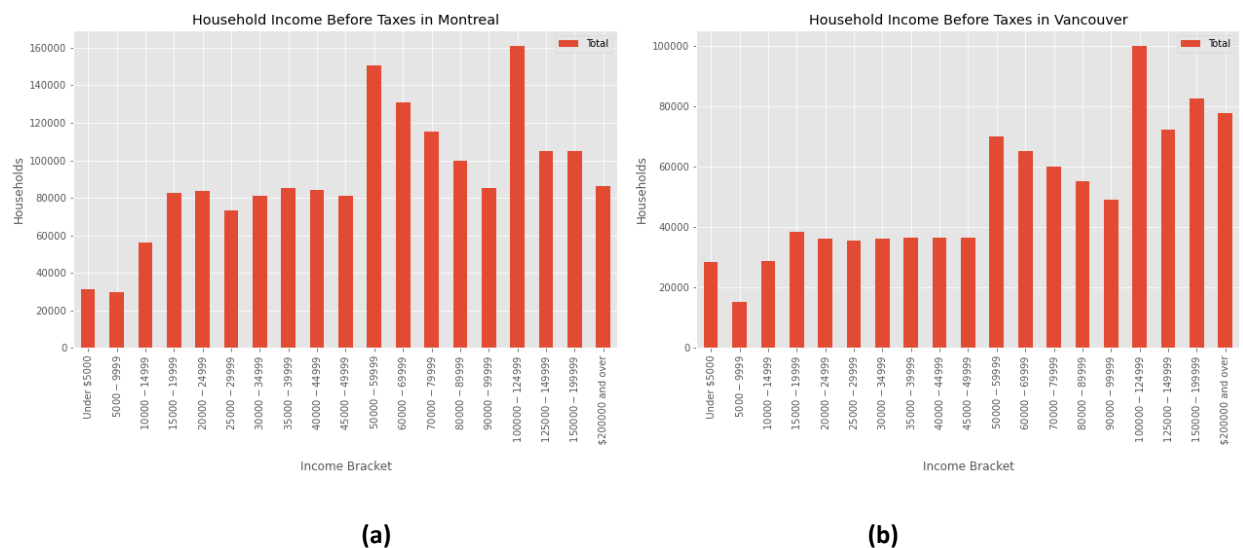 Household Income Before Taxes in Montreal
Total
160000
140000
120000
100000
80000
60000
40000
20000
0
Households
Under $5000
5000 − 9999
10000 − 14999
15000 − 19999
20000 − 24999
25000 − 29999
30000 − 34999
35000 − 39999
40000 − 44999
45000 − 49999
50000 − 59999
60000 − 69999
70000 − 79999
80000 − 89999
90000 − 99999
100000 − 124999
125000 − 149999
150000 − 199999
$200000 and over
Income Bracket
(a)
Household Income Before Taxes in Vancouver
Total
100000
80000
60000
40000
20000
0
Households
Under $5000
5000 − 9999
10000 − 14999
15000 − 19999
20000 − 24999
25000 − 29999
30000 − 34999
35000 − 39999
40000 − 44999
45000 − 49999
50000 − 59999
60000 − 69999
70000 − 79999
80000 − 89999
90000 − 99999
100000 − 124999
125000 − 149999
150000 − 199999
$200000 and over
Income Bracket
(b)